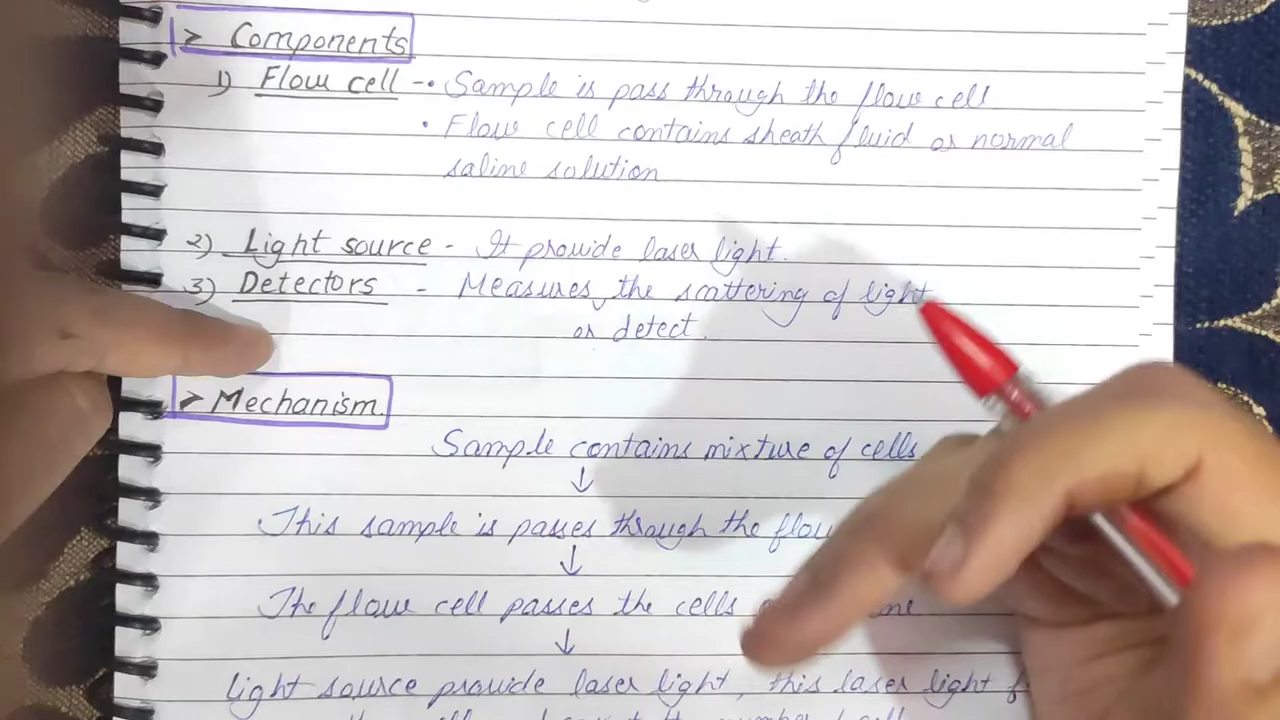 > Components
1) Flow cell - • Sample is pass through the flow cell
• Flow cell contains sheath fluid or normal
saline solution
2) Light source - It provide laser light.
3) Detectors - Measures the scattering of light
or detect.
> Mechanism.
Sample contains mixture of cells
↓
This sample is passes through the flow
↓
The flow cell passes the cells
↓
light source provide laser light, this laser light